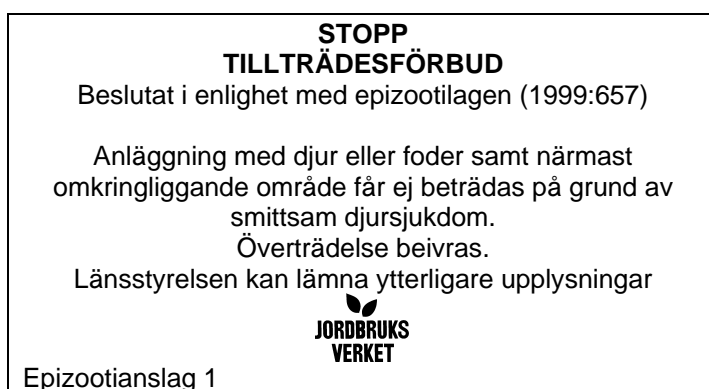 STOPP
TILLTRÄDESFÖRBUD
Beslutat i enlighet med epizootilagen (1999:657)
Anläggning med djur eller foder samt närmast
omkringliggande område får ej beträdas på grund av
smittsam djursjukdom.
Överträdelse beivras.
Länsstyrelsen kan lämna ytterligare upplysningar
JORDBRUKS
VERKET
Epizootianslag 1